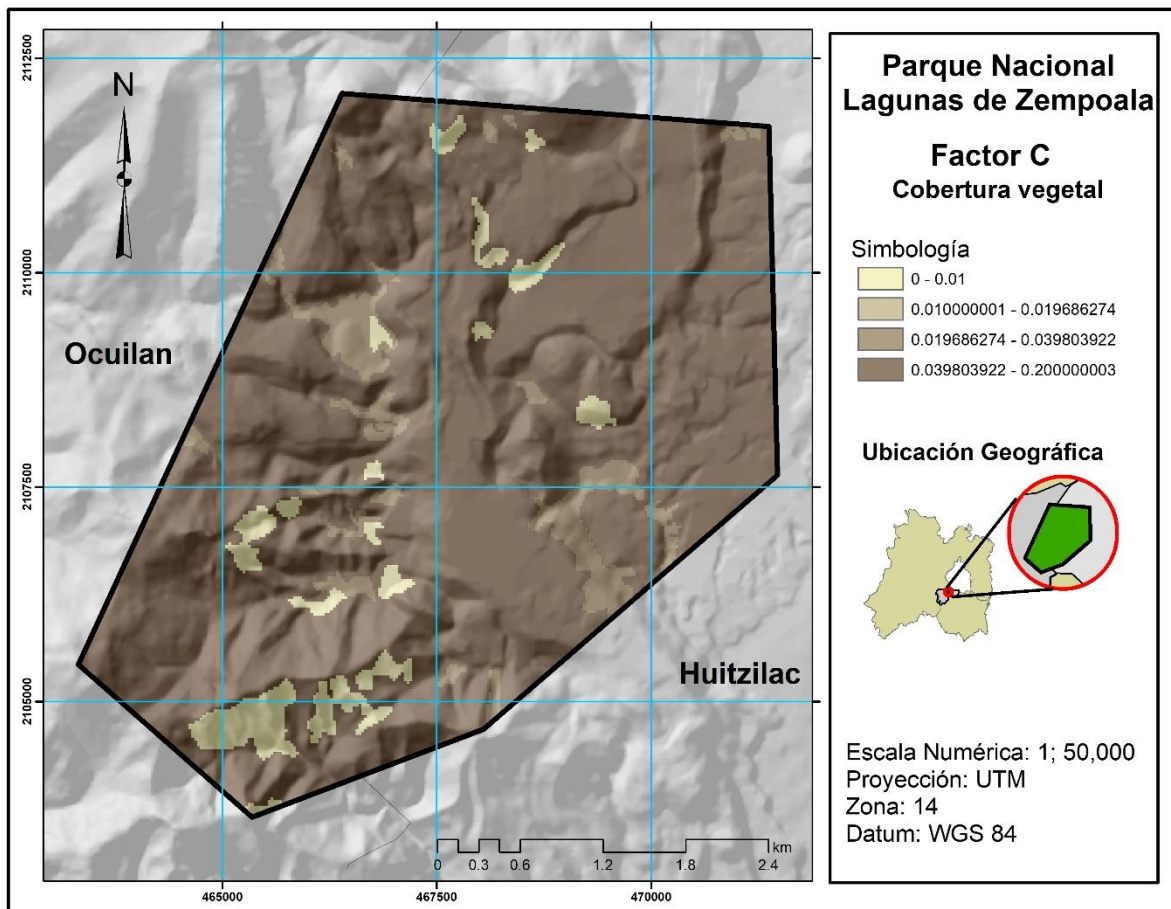 Parque Nacional
Lagunas de Zempoala
Factor C
Cobertura vegetal
Simbología
0 - 0.01
0.010000001 - 0.019686274
0.019686274 - 0.039803922
0.039803922 - 0.200000003
Ubicación Geográfica
Escala Numérica: 1; 50,000
Proyección: UTM
Zona: 14
Datum: WGS 84
N
Ocuilan
Huitzilac
2112500
2110000
2107500
2105000
465000
467500
470000
km
0 0.3 0.6 1.2 1.8 2.4